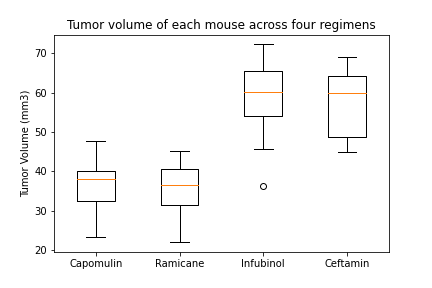 Tumor volume of each mouse across four regimens
Tumor Volume (mm3)
70
60
50
40
30
20
Capomulin Ramicane Infubinol Ceftamin